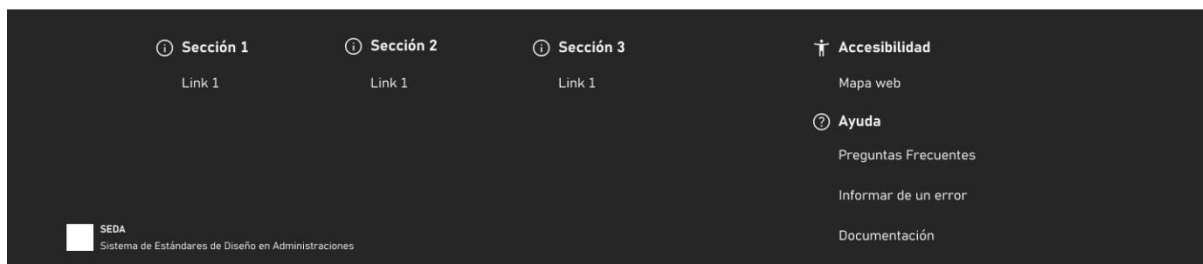 Sección 1
Link 1
Sección 2
Link 1
Sección 3
Link 1
Accesibilidad
Mapa web
Ayuda
Preguntas Frecuentes
Informar de un error
Documentación
SEDA
Sistema de Estándares de Diseño en Administraciones